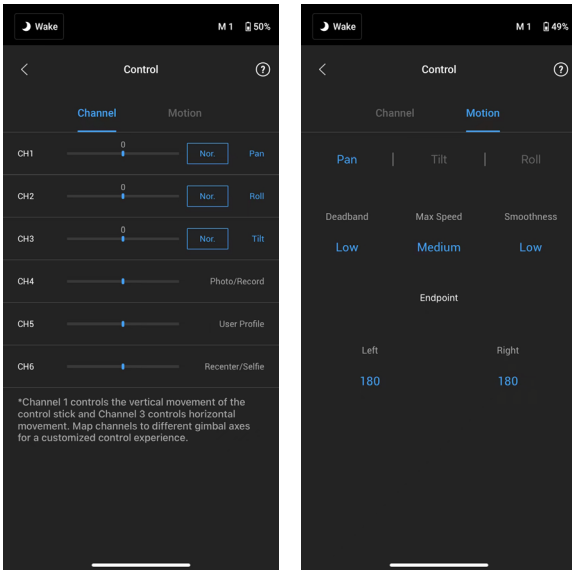 Wake M 1 50%
Control ?
Channel Motion
0
CH1 Nor. Pan
0
CH2 Nor. Roll
0
CH3 Nor. Tilt
CH4 Photo/Record
CH5 User Profile
CH6 Recenter/Selfie
*Channel 1 controls the vertical movement of the
control stick and Channel 3 controls horizontal
movement. Map channels to different gimbal axes
for a customized control experience.
Wake M 1 49%
Control ?
Channel Motion
Pan | Tilt | Roll
Deadband Max Speed Smoothness
Low Medium Low
Endpoint
Left Right
180 180